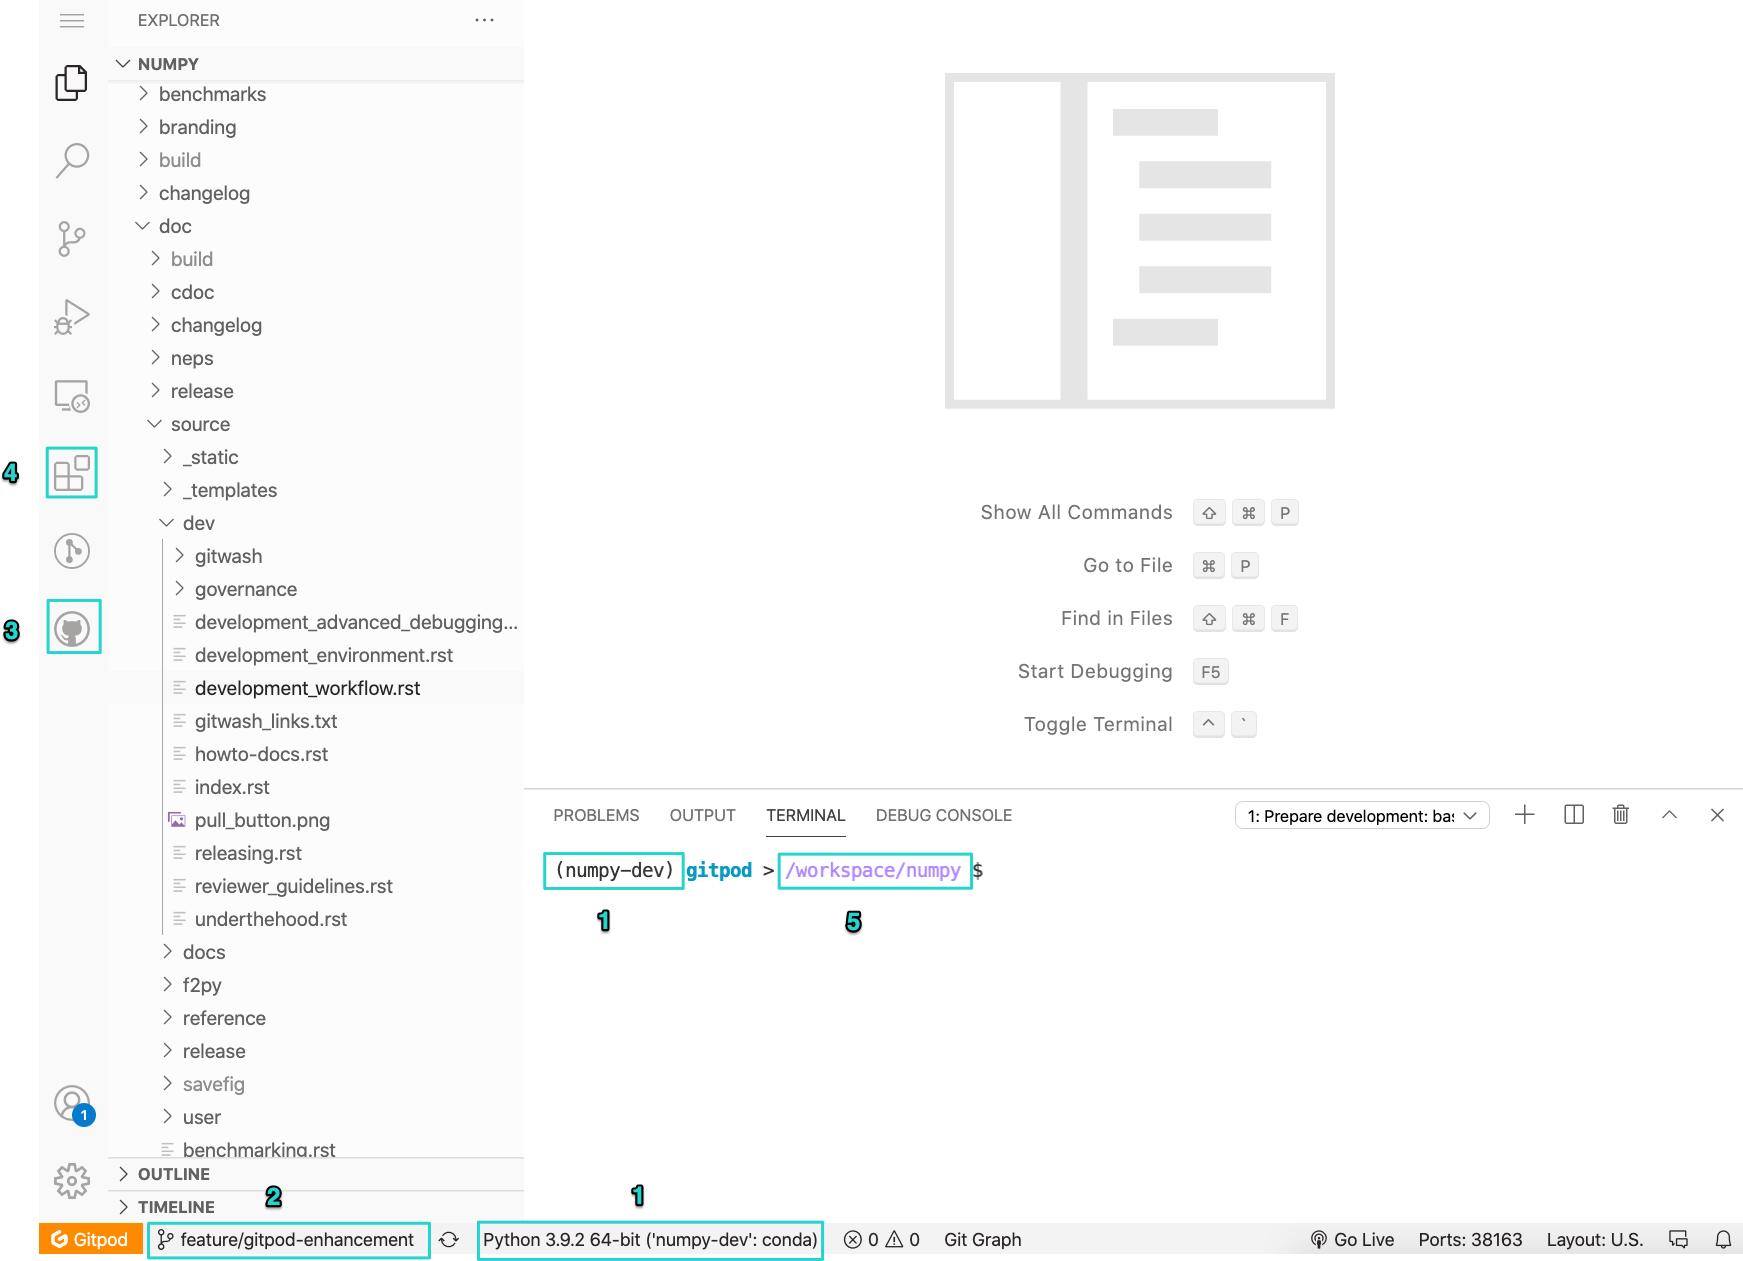 EXPLORER
NUMPY
benchmarks
branding
build
changelog
doc
build
cdoc
changelog
neps
release
source
_static
_templates
dev
gitwash
governance
development_advanced_debugging...
development_environment.rst
development_workflow.rst
gitwash_links.txt
howto-docs.rst
index.rst
pull_button.png
releasing.rst
reviewer_guidelines.rst
underthehood.rst
docs
f2py
reference
release
savefig
user
benchmarking.rst
OUTLINE
TIMELINE
4
3
1
2
Show All Commands ⇧ ⌘ P
Go to File ⌘ P
Find in Files ⇧ ⌘ F
Start Debugging F5
Toggle Terminal ^ `
PROBLEMS OUTPUT TERMINAL DEBUG CONSOLE 1: Prepare development: bas
(numpy-dev) gitpod > /workspace/numpy $
1 5
1
Gitpod feature/gitpod-enhancement Python 3.9.2 64-bit ('numpy-dev': conda) 0 0 Git Graph Go Live Ports: 38163 Layout: U.S.